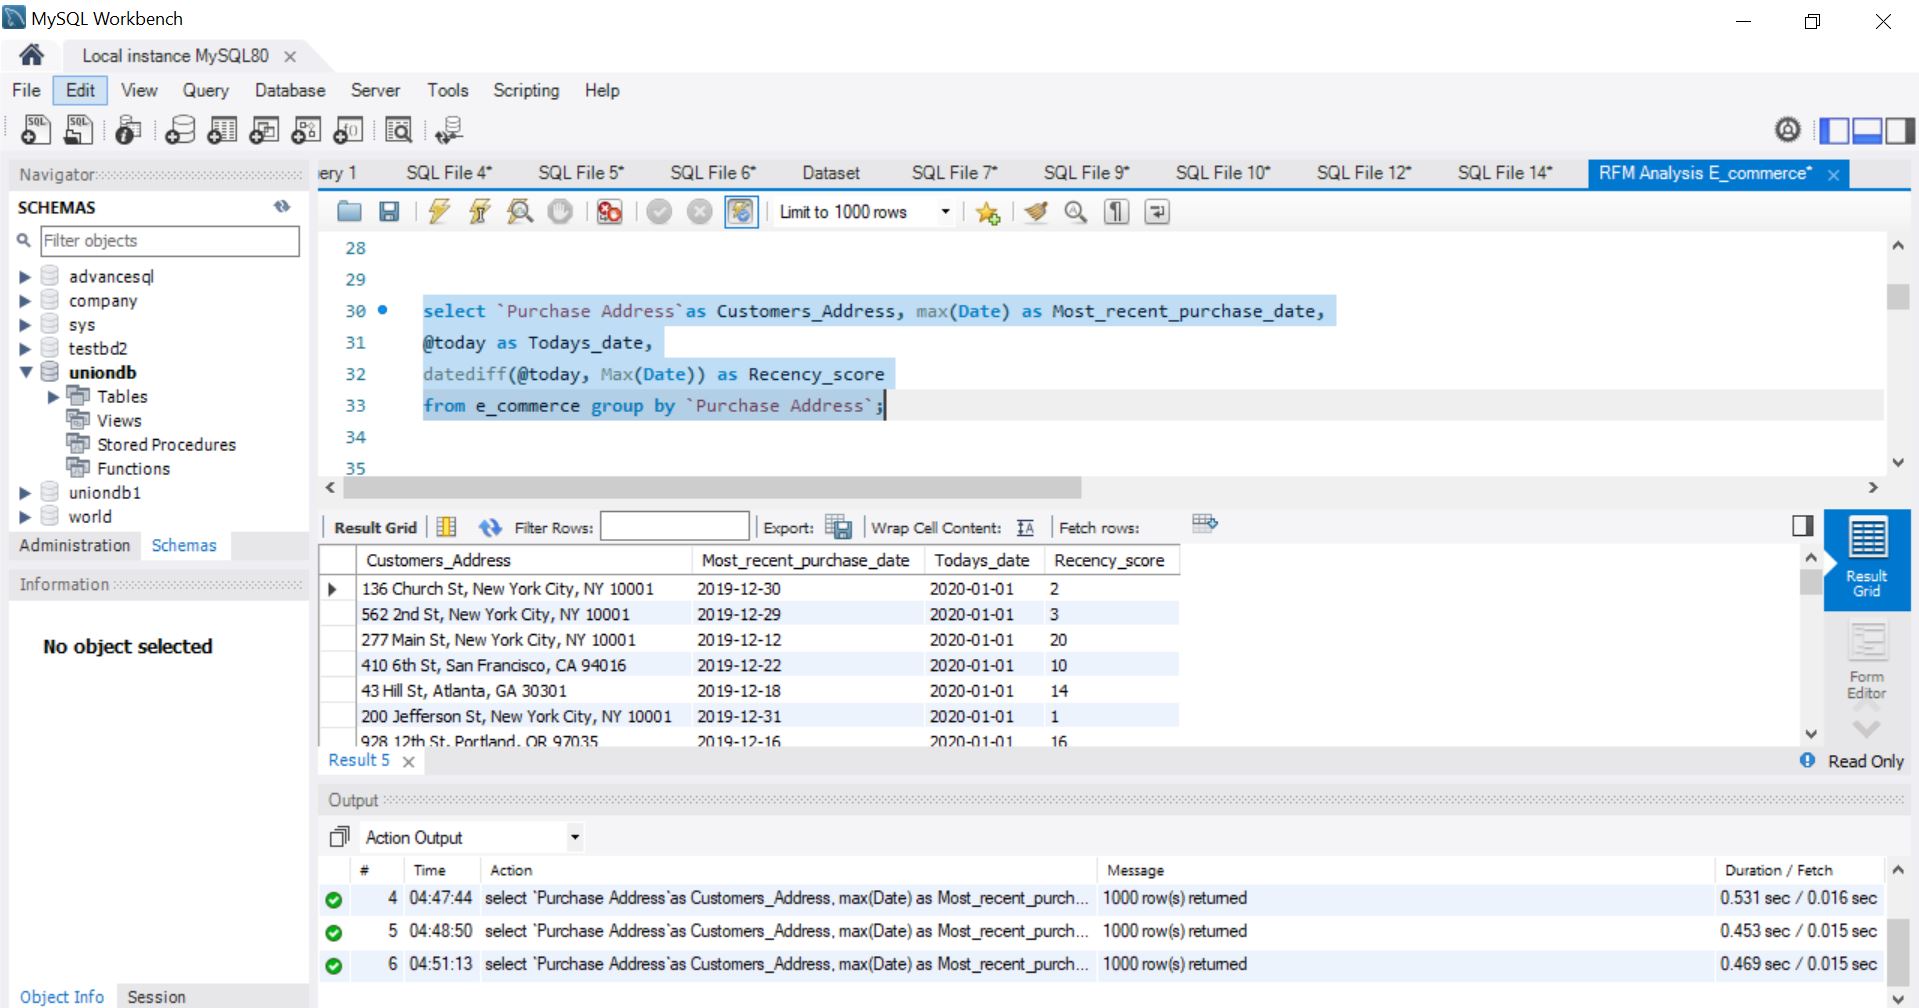 MySQL Workbench
Local instance MySQL80
File Edit View Query Database Server Tools Scripting Help
Navigator
SCHEMAS
Filter objects
advancesql
company
sys
testbd2
uniondb
Tables
Views
Stored Procedures
Functions
uniondb1
world
Administration Schemas
Information
No object selected
Object Info Session
ery 1 SQL File 4* SQL File 5* SQL File 6* Dataset SQL File 7* SQL File 9* SQL File 10* SQL File 12* SQL File 14* RFM Analysis E_commerce*
Limit to 1000 rows
28
29
30 select `Purchase Address`as Customers_Address, max(Date) as Most_recent_purchase_date,
31 @today as Todays_date,
32 datediff(@today, Max(Date)) as Recency_score
33 from e_commerce group by `Purchase Address`;
34
35
Result Grid Filter Rows: Export: Wrap Cell Content: Fetch rows:
Customers_Address Most_recent_purchase_date Todays_date Recency_score
136 Church St, New York City, NY 10001 2019-12-30 2020-01-01 2
562 2nd St, New York City, NY 10001 2019-12-29 2020-01-01 3
277 Main St, New York City, NY 10001 2019-12-12 2020-01-01 20
410 6th St, San Francisco, CA 94016 2019-12-22 2020-01-01 10
43 Hill St, Atlanta, GA 30301 2019-12-18 2020-01-01 14
200 Jefferson St, New York City, NY 10001 2019-12-31 2020-01-01 1
928 12th St, Portland, OR 97035 2019-12-16 2020-01-01 16
Result Grid
Form Editor
Result 5
Read Only
Output
Action Output
# Time Action Message Duration / Fetch
4 04:47:44 select `Purchase Address`as Customers_Address, max(Date) as Most_recent_purch... 1000 row(s) returned 0.531 sec / 0.016 sec
5 04:48:50 select `Purchase Address`as Customers_Address, max(Date) as Most_recent_purch... 1000 row(s) returned 0.453 sec / 0.015 sec
6 04:51:13 select `Purchase Address`as Customers_Address, max(Date) as Most_recent_purch... 1000 row(s) returned 0.469 sec / 0.015 sec